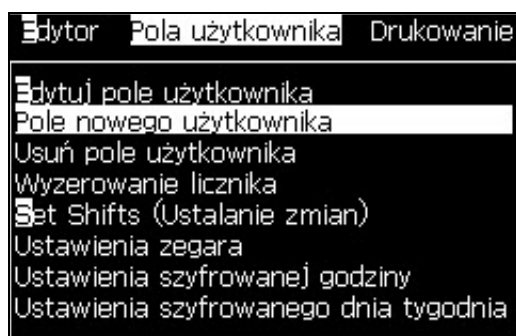 Edytor Pola użytkownika Drukowanie
Edytuj pole użytkownika
Pole nowego użytkownika
Usuń pole użytkownika
Wyzerowanie licznika
Set Shifts (Ustalanie zmian)
Ustawienia zegara
Ustawienia szyfrowanej godziny
Ustawienia szyfrowanego dnia tygodnia